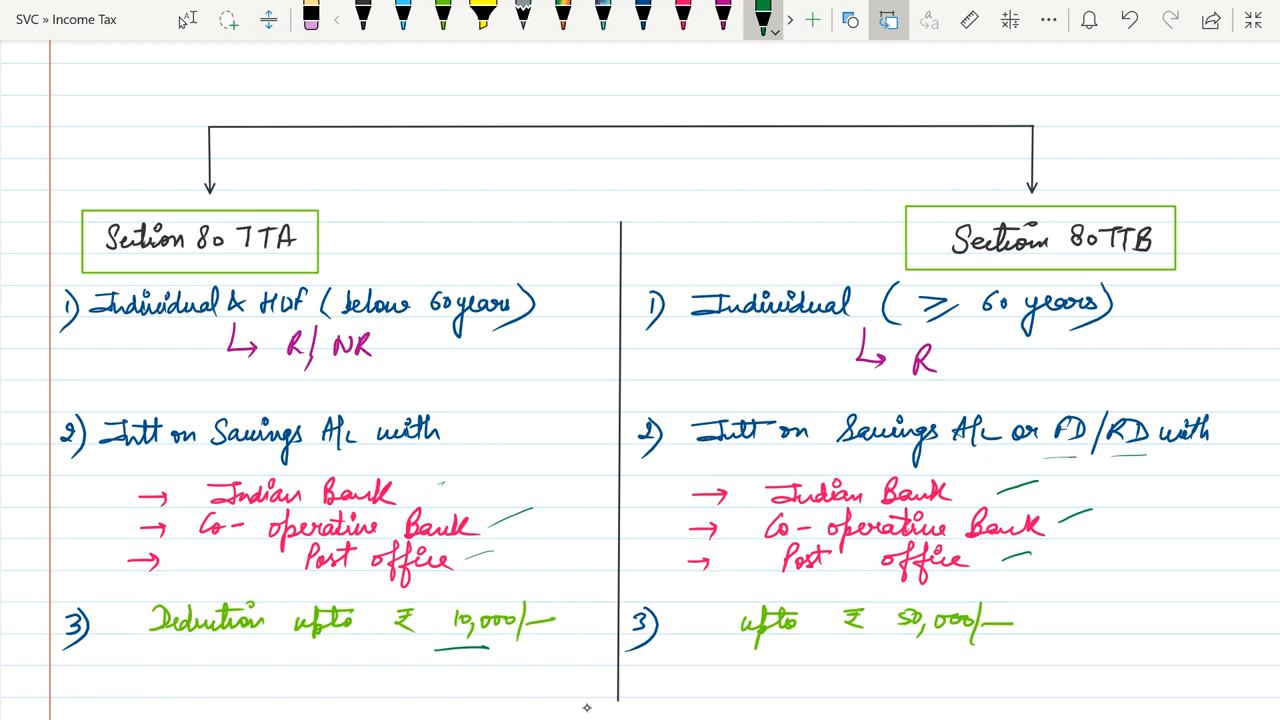 SVC » Income Tax
Section 80 TTA
1) Individual & HUF (below 60 years)
↳ R/ NR
2) Intt on Savings A/c with
→ Indian Bank
→ Co-operative Bank
→ Post office
3) Deduction upto ₹ 10,000/-
Section 80TTB
1) Individual (≥ 60 years)
↳ R
2) Intt on Savings A/c or FD/RD with
→ Indian Bank
→ Co-operative Bank
→ Post office
3) upto ₹ 50,000/-